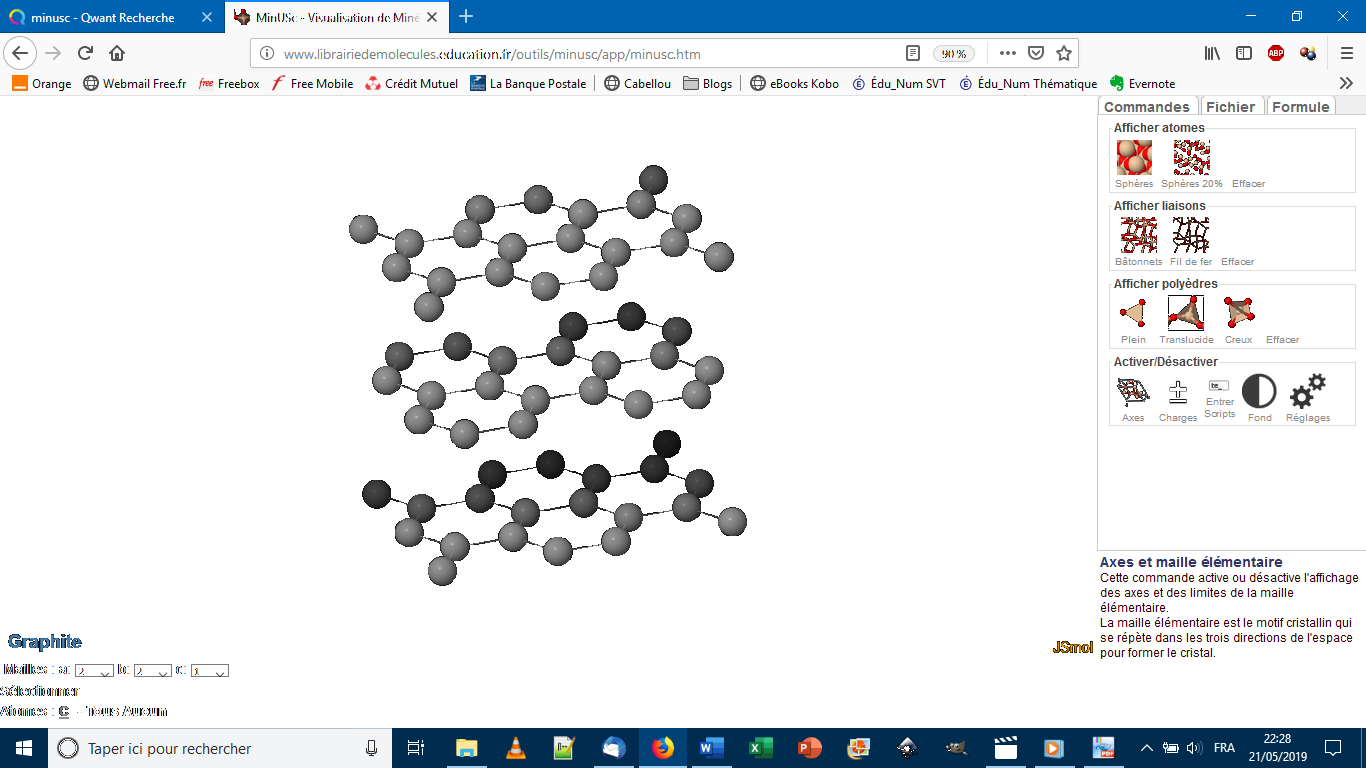 minusc - Qwant Recherche
MinUSc - Visualisation de Miné
www.librairiedemolecules.education.fr/outils/minusc/app/minusc.htm
90%
ABP
Orange
Webmail Free.fr
free Freebox
Free Mobile
Crédit Mutuel
La Banque Postale
Cabellou
Blogs
eBooks Kobo
Édu_Num SVT
Édu_Num Thématique
Evernote
Commandes Fichier Formule
Afficher atomes
Sphères Sphères 20% Effacer
Afficher liaisons
Bâtonnets Fil de fer Effacer
Afficher polyèdres
Plein Translucide Creux Effacer
Activer/Désactiver
te_
Axes Charges Entrer Scripts Fond Réglages
Axes et maille élémentaire
Cette commande active ou désactive l'affichage
des axes et des limites de la maille
élémentaire.
La maille élémentaire est le motif cristallin qui
se répète dans les trois directions de l'espace
pour former le cristal.
Graphite
JSmol
Mailles : a: 2 b: 2 c: 1
Sélectionner
Atomes : C - Tous Aucun
Taper ici pour rechercher
FRA
22:28
21/05/2019